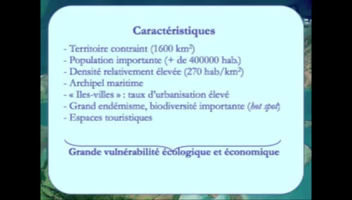 Caractéristiques
- Territoire contraint (1600 km²)
- Population importante (+ de 400000 hab.)
- Densité relativement élevée (270 hab/km²)
- Archipel maritime
- « Iles-villes » : taux d'urbanisation élevé
- Grand endémisme, biodiversité importante (hot spot)
- Espaces touristiques
Grande vulnérabilité écologique et économique